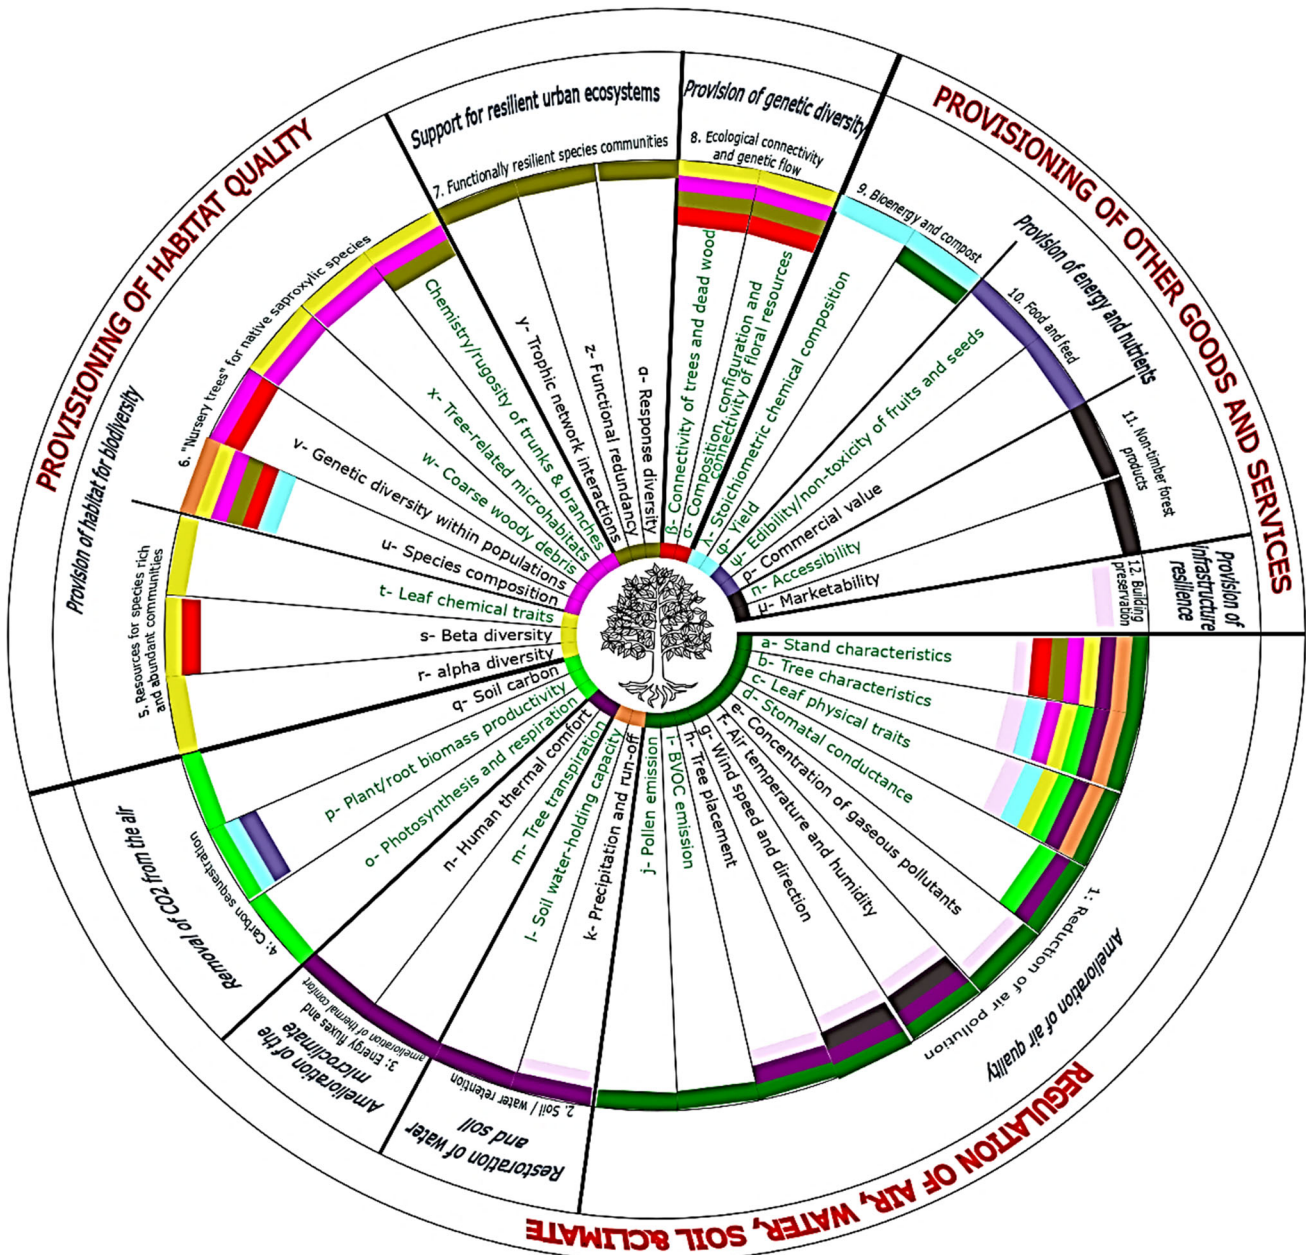 PROVISIONING OF HABITAT QUALITY
Support for resilient urban ecosystems
7. Functionally resilient species communities
Provision of genetic diversity
8. Ecological connectivity
and genetic flow
PROVISIONING OF OTHER GOODS AND SERVICES
9. Bioenergy and compost
Provision of energy and nutrients
10. Food and feed
11. Non-timber forest
products
Provision of
infrastructure
resilience
12. Building
preservation
6. "Nursery trees" for native saproxylic species
Provision of habitat for biodiversity
5. Resources for species rich
and abundant communities
Chemistry/rugosity of trunks & branches
x- Tree-related microhabitats
w- Coarse woody debris
v- Genetic diversity within populations
u- Species composition
t- Leaf chemical traits
s- Beta diversity
r- alpha diversity
q- Soil carbon
p- Plant/root biomass productivity
o- Photosynthesis and respiration
n- Human thermal comfort
m- Tree transpiration
l- Soil water-holding capacity
k- Precipitation and run-off
j- Pollen emission
i- BVOC emission
h- Tree placement
g- Wind speed and direction
f- Air temperature and humidity
e- Concentration of gaseous pollutants
d- Stomatal conductance
c- Leaf physical traits
b- Tree characteristics
a- Stand characteristics
y- Trophic network interactions
z- Functional redundancy
α- Response diversity
β- Connectivity of trees and dead wood
σ- Composition, configuration and
connectivity of floral resources
λ- Stoichiometric chemical composition
φ- Yield
ψ- Edibility/non-toxicity of fruits and seeds
ρ- Commercial value
η- Accessibility
μ- Marketability
1: Reduction of air pollution
Amelioration of air quality
2. Soil / water retention
Restoration of water
and soil
3: Energy fluxes and
amelioration of thermal comfort
Amelioration of the
microclimate
4: Carbon sequestration
Removal of CO2 from the air
REGULATION OF AIR, WATER, SOIL &CLIMATE